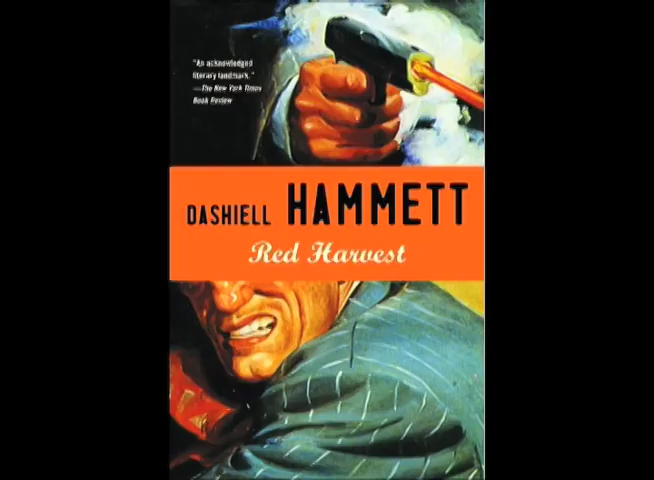 "An acknowledged
literary landmark."
—The New York Times
Book Review
DASHIELL HAMMETT
Red Harvest